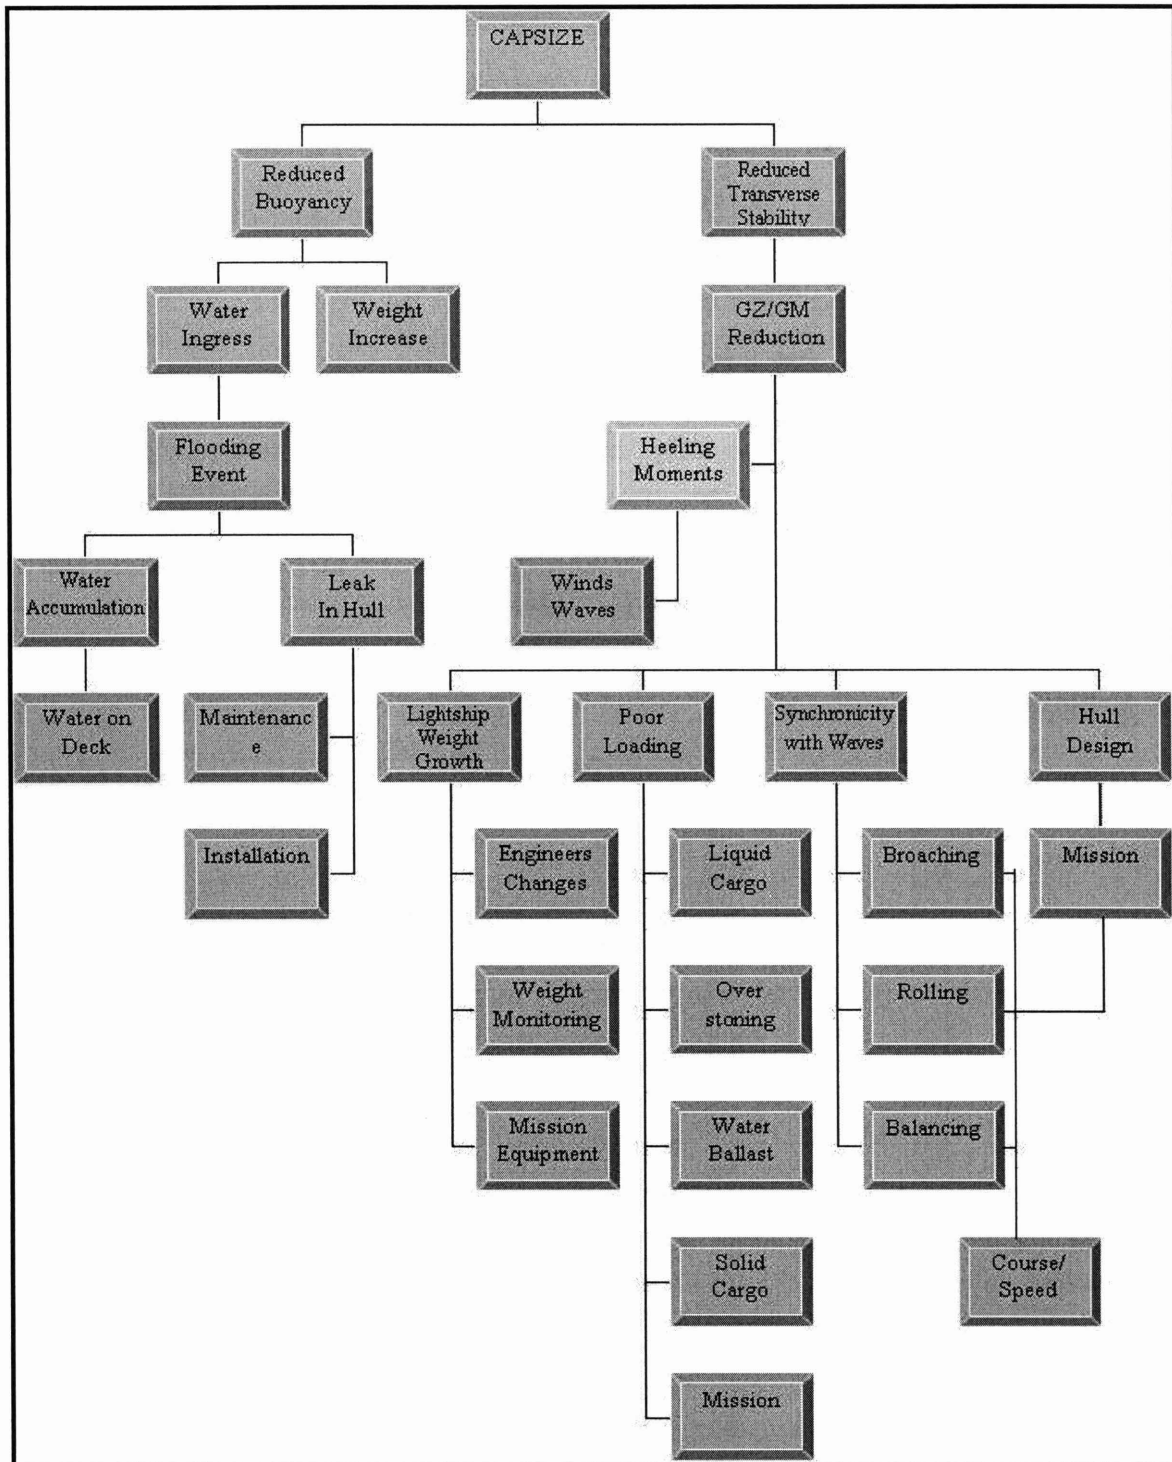 CAPSIZE
Reduced
Buoyancy
Reduced
Transverse
Stability
Water
Ingress
Weight
Increase
GZ/GM
Reduction
Flooding
Event
Heeling
Moments
Water
Accumulation
Leak
In Hull
Winds
Waves
Water on
Deck
Maintenanc
e
Lightship
Weight
Growth
Poor
Loading
Synchronicity
with Waves
Hull
Design
Installation
Engineers
Changes
Liquid
Cargo
Broaching
Mission
Weight
Monitoring
Over
stoning
Rolling
Mission
Equipment
Water
Ballast
Balancing
Solid
Cargo
Course/
Speed
Mission